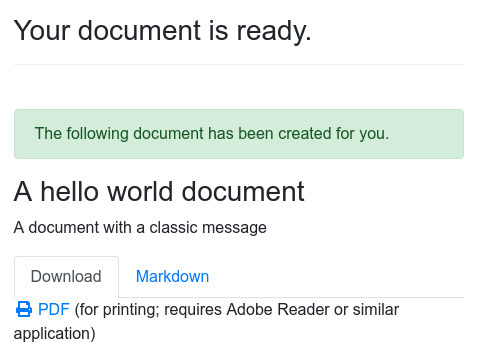 Your document is ready.
The following document has been created for you.
A hello world document
A document with a classic message
Download Markdown
PDF (for printing; requires Adobe Reader or similar
application)